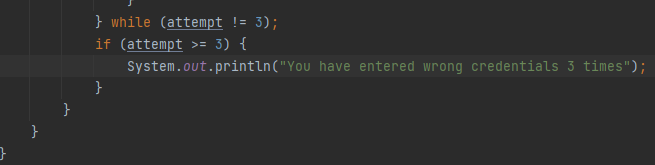 }
} while (attempt != 3);
if (attempt >= 3) {
System.out.println("You have entered wrong credentials 3 times");
}
}
}
}